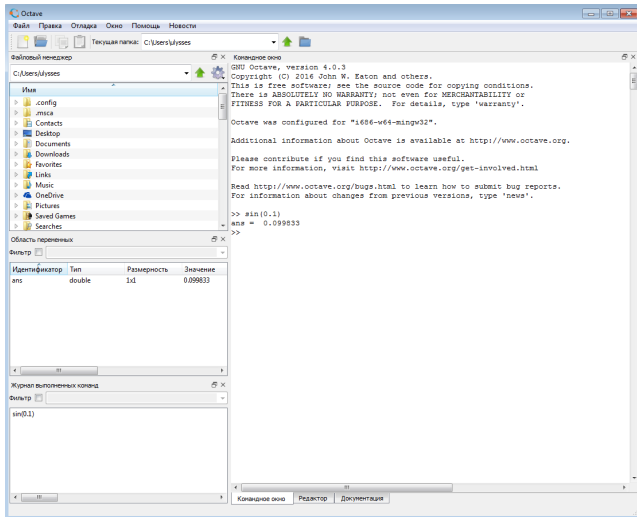 Octave
Файл Правка Отладка Окно Помощь Новости
Текущая папка: C:\Users\ulysses
Файловый менеджер
C:/Users/ulysses
Имя
.config
.msca
Contacts
Desktop
Documents
Downloads
Favorites
Links
Music
OneDrive
Pictures
Saved Games
Searches
Область переменных
Фильтр
Идентификатор Тип Размерность Значение
ans double 1x1 0.099833
Журнал выполненных команд
Фильтр
sin(0.1)
Командное окно
GNU Octave, version 4.0.3
Copyright (C) 2016 John W. Eaton and others.
This is free software; see the source code for copying conditions.
There is ABSOLUTELY NO WARRANTY; not even for MERCHANTABILITY or
FITNESS FOR A PARTICULAR PURPOSE.  For details, type 'warranty'.
Octave was configured for "i686-w64-mingw32".
Additional information about Octave is available at http://www.octave.org.
Please contribute if you find this software useful.
For more information, visit http://www.octave.org/get-involved.html
Read http://www.octave.org/bugs.html to learn how to submit bug reports.
For information about changes from previous versions, type 'news'.
>> sin(0.1)
ans =  0.099833
>>
Командное окно Редактор Документация